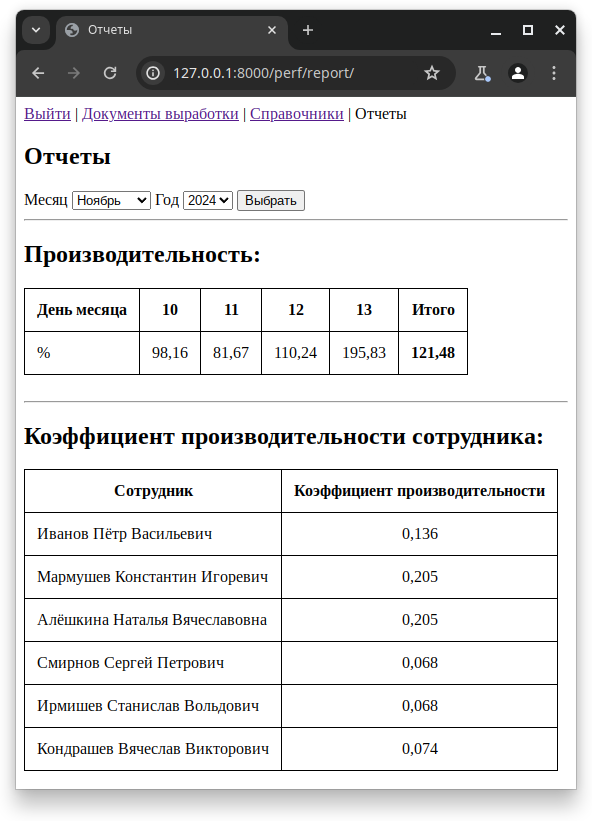 Отчеты
127.0.0.1:8000/perf/report/
Выйти | Документы выработки | Справочники | Отчеты
Отчеты
Месяц Ноябрь Год 2024 Выбрать
Производительность:
День месяца 10 11 12 13 Итого
% 98,16 81,67 110,24 195,83 121,48
Коэффициент производительности сотрудника:
Сотрудник Коэффициент производительности
Иванов Пётр Васильевич 0,136
Мармушев Константин Игоревич 0,205
Алёшкина Наталья Вячеславовна 0,205
Смирнов Сергей Петрович 0,068
Ирмишев Станислав Вольдович 0,068
Кондрашев Вячеслав Викторович 0,074